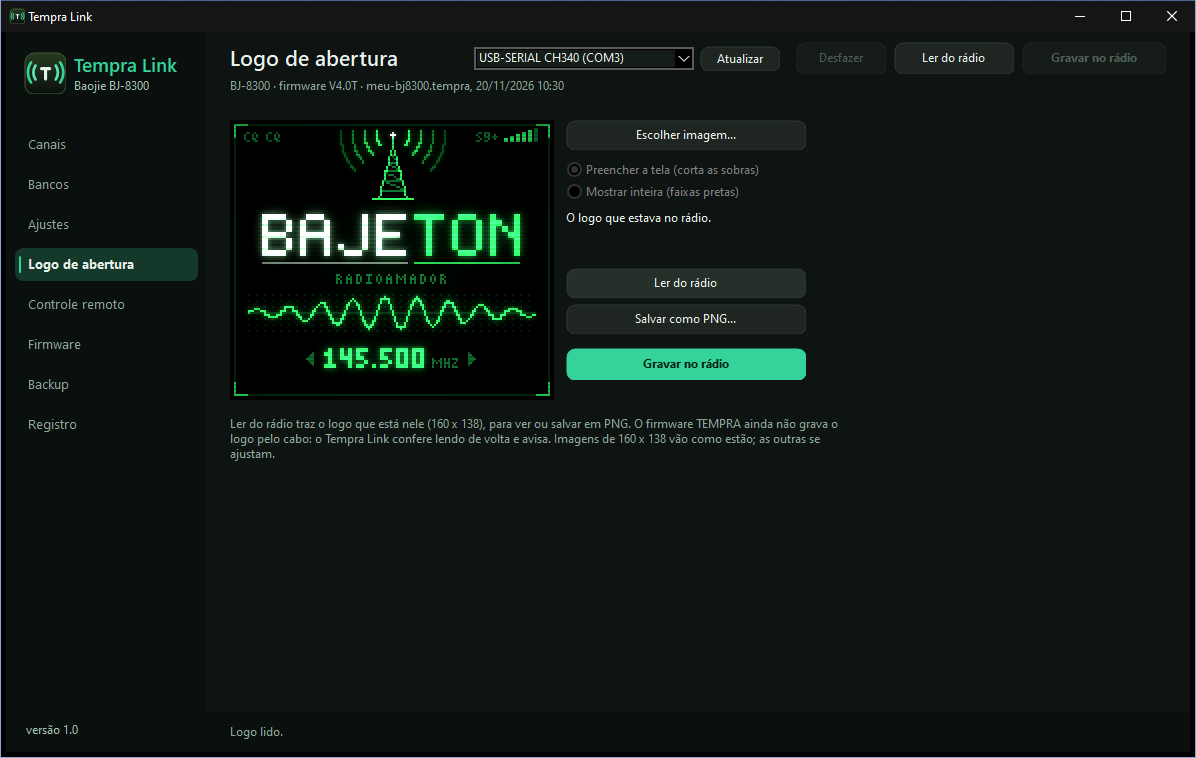 Tempra Link
Tempra Link
Baojie BJ-8300
Logo de abertura
USB-SERIAL CH340 (COM3)
Atualizar
Desfazer
Ler do rádio
Gravar no rádio
BJ-8300 · firmware V4.0T · meu-bj8300.tempra, 20/11/2026 10:30
Canais
Bancos
Ajustes
Logo de abertura
Controle remoto
Firmware
Backup
Registro
CQ CQ
S9+
BAJETON
RADIOAMADOR
145.500 MHZ
Escolher imagem...
Preencher a tela (corta as sobras)
Mostrar inteira (faixas pretas)
O logo que estava no rádio.
Ler do rádio
Salvar como PNG...
Gravar no rádio
Ler do rádio traz o logo que está nele (160 x 138), para ver ou salvar em PNG. O firmware TEMPRA ainda não grava o
logo pelo cabo: o Tempra Link confere lendo de volta e avisa. Imagens de 160 x 138 vão como estão; as outras se
ajustam.
versão 1.0
Logo lido.
(T)